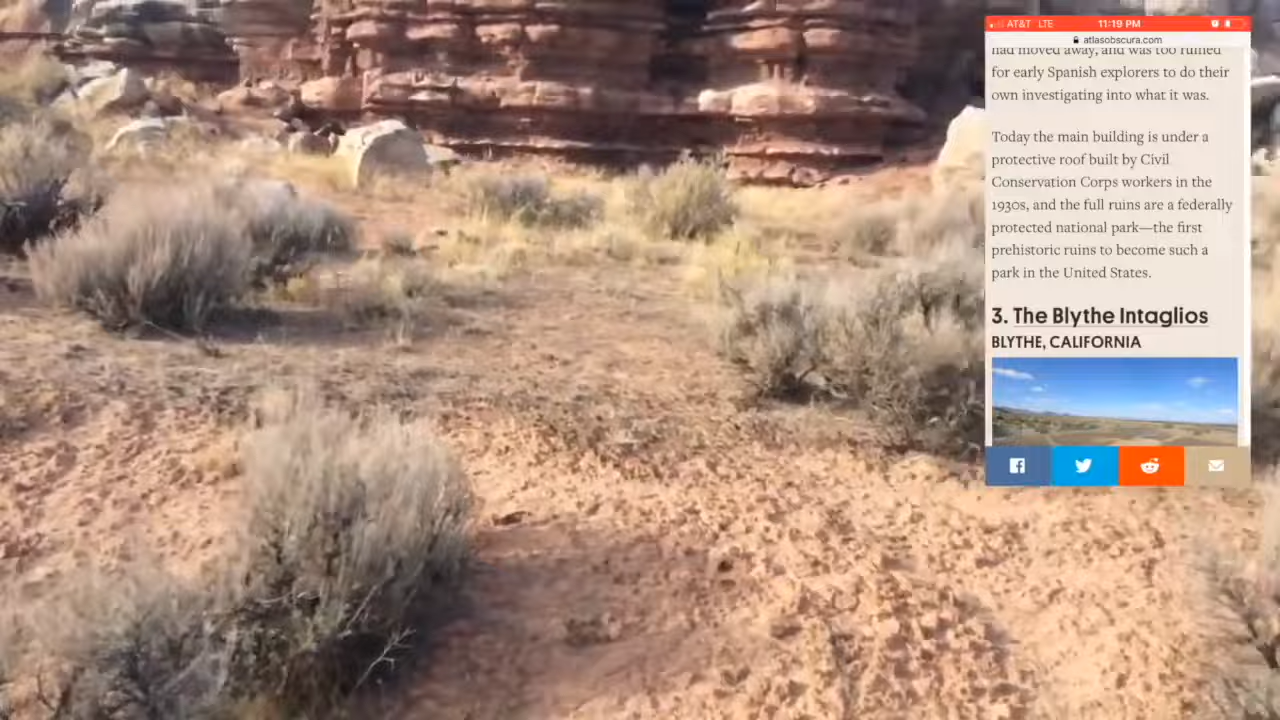 AT&T LTE 11:19 PM
atlasobscura.com
had moved away, and was too ruined
for early Spanish explorers to do their
own investigating into what it was.
Today the main building is under a
protective roof built by Civil
Conservation Corps workers in the
1930s, and the full ruins are a federally
protected national park—the first
prehistoric ruins to become such a
park in the United States.
3. The Blythe Intaglios
BLYTHE, CALIFORNIA